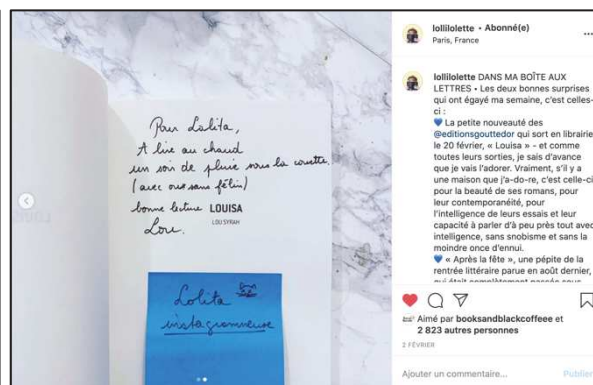 Pour Lolita,
A lire au chaud
un soir de pluie sous la couette.
(avec ou sans félin)
bonne lecture
Lou.
LOUISA
LOU SYRAH
Lolita
instagrammeuse
lollilolette • Abonné(e)
Paris, France
lollilolette DANS MA BOÎTE AUX
LETTRES • Les deux bonnes surprises
qui ont égayé ma semaine, c'est celles-
ci :
💙 La petite nouveauté des
@editionsgouttedor qui sort en librairie
le 20 février, « Louisa » - et comme
toutes leurs sorties, je sais d'avance
que je vais l'adorer. Vraiment, s'il y a
une maison que j'a-do-re, c'est celle-ci
pour la beauté de ses romans, pour
leur contemporanéité, pour
l'intelligence de leurs essais et leur
capacité à parler d'à peu près tout avec
intelligence, sans snobisme et sans la
moindre once d'ennui.
💙 « Après la fête », une pépite de la
rentrée littéraire parue en août dernier,
qui était complètement passée sous
Aimé par booksandblackcoffeee et
2 823 autres personnes
2 FÉVRIER
Ajouter un commentaire...
Publier